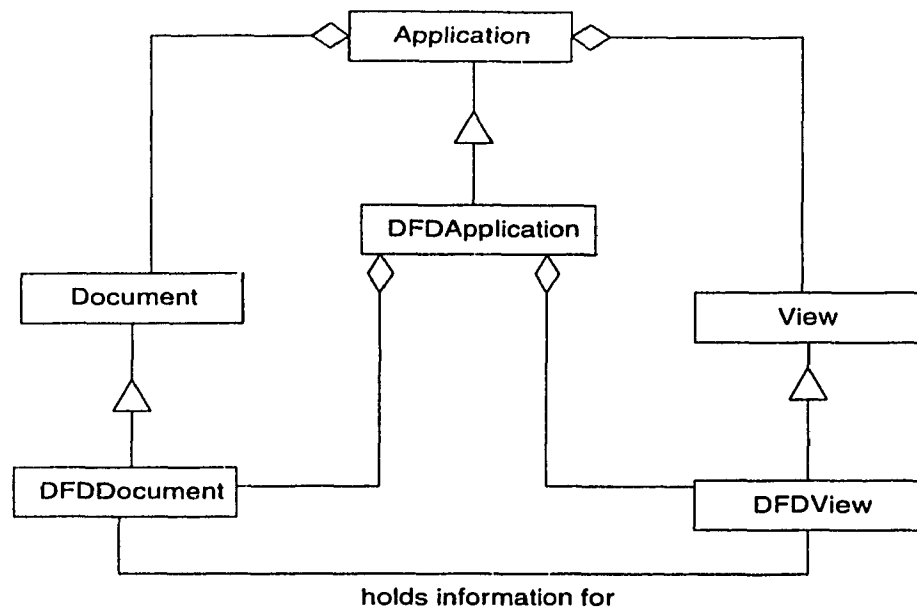 Application
DFDApplication
Document
View
DFDDocument
DFDView
holds information for